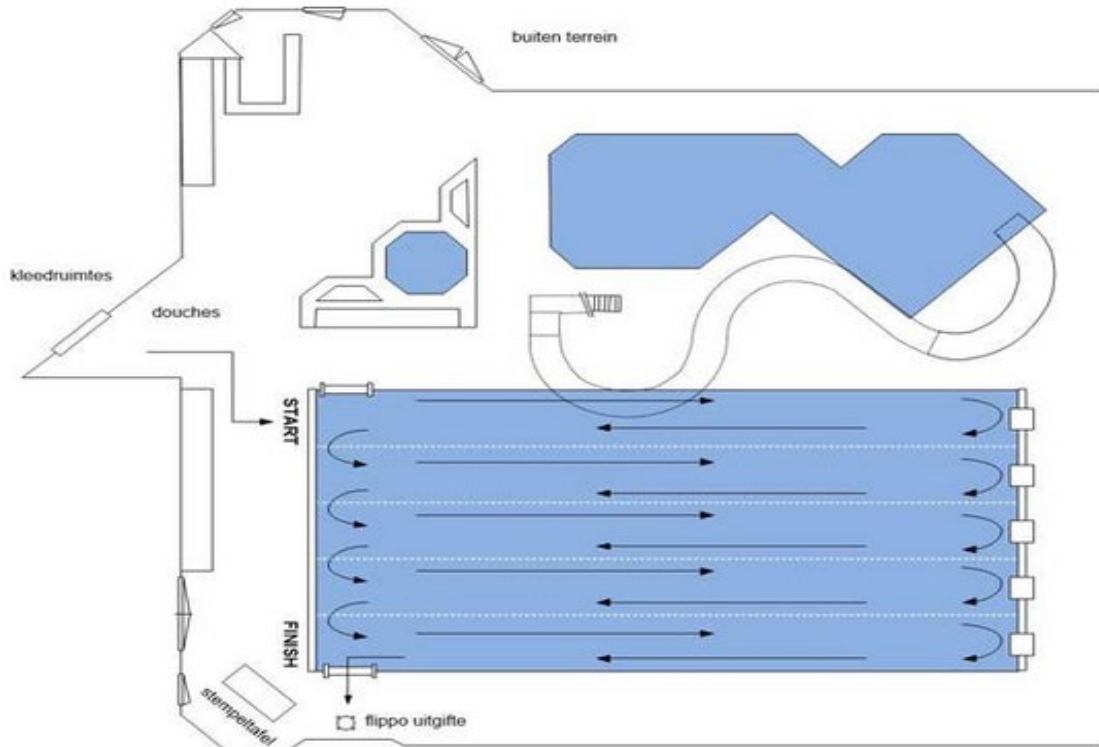 buiten terrein
kleedruimtes
douches
START
FINISH
stempeltafel
flippo uitgifte